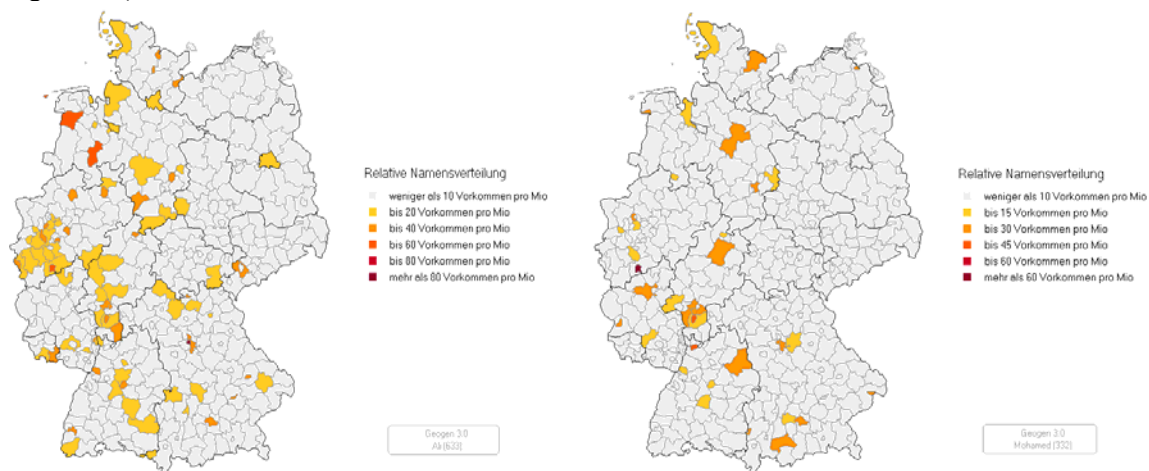 Relative Namensverteilung
weniger als 10 Vorkommen pro Mio
bis 20 Vorkommen pro Mio
bis 40 Vorkommen pro Mio
bis 60 Vorkommen pro Mio
bis 80 Vorkommen pro Mio
mehr als 80 Vorkommen pro Mio
Geogen 3.0
Ali (633)
Relative Namensverteilung
weniger als 10 Vorkommen pro Mio
bis 15 Vorkommen pro Mio
bis 30 Vorkommen pro Mio
bis 45 Vorkommen pro Mio
bis 60 Vorkommen pro Mio
mehr als 60 Vorkommen pro Mio
Geogen 3.0
Mohamed (332)